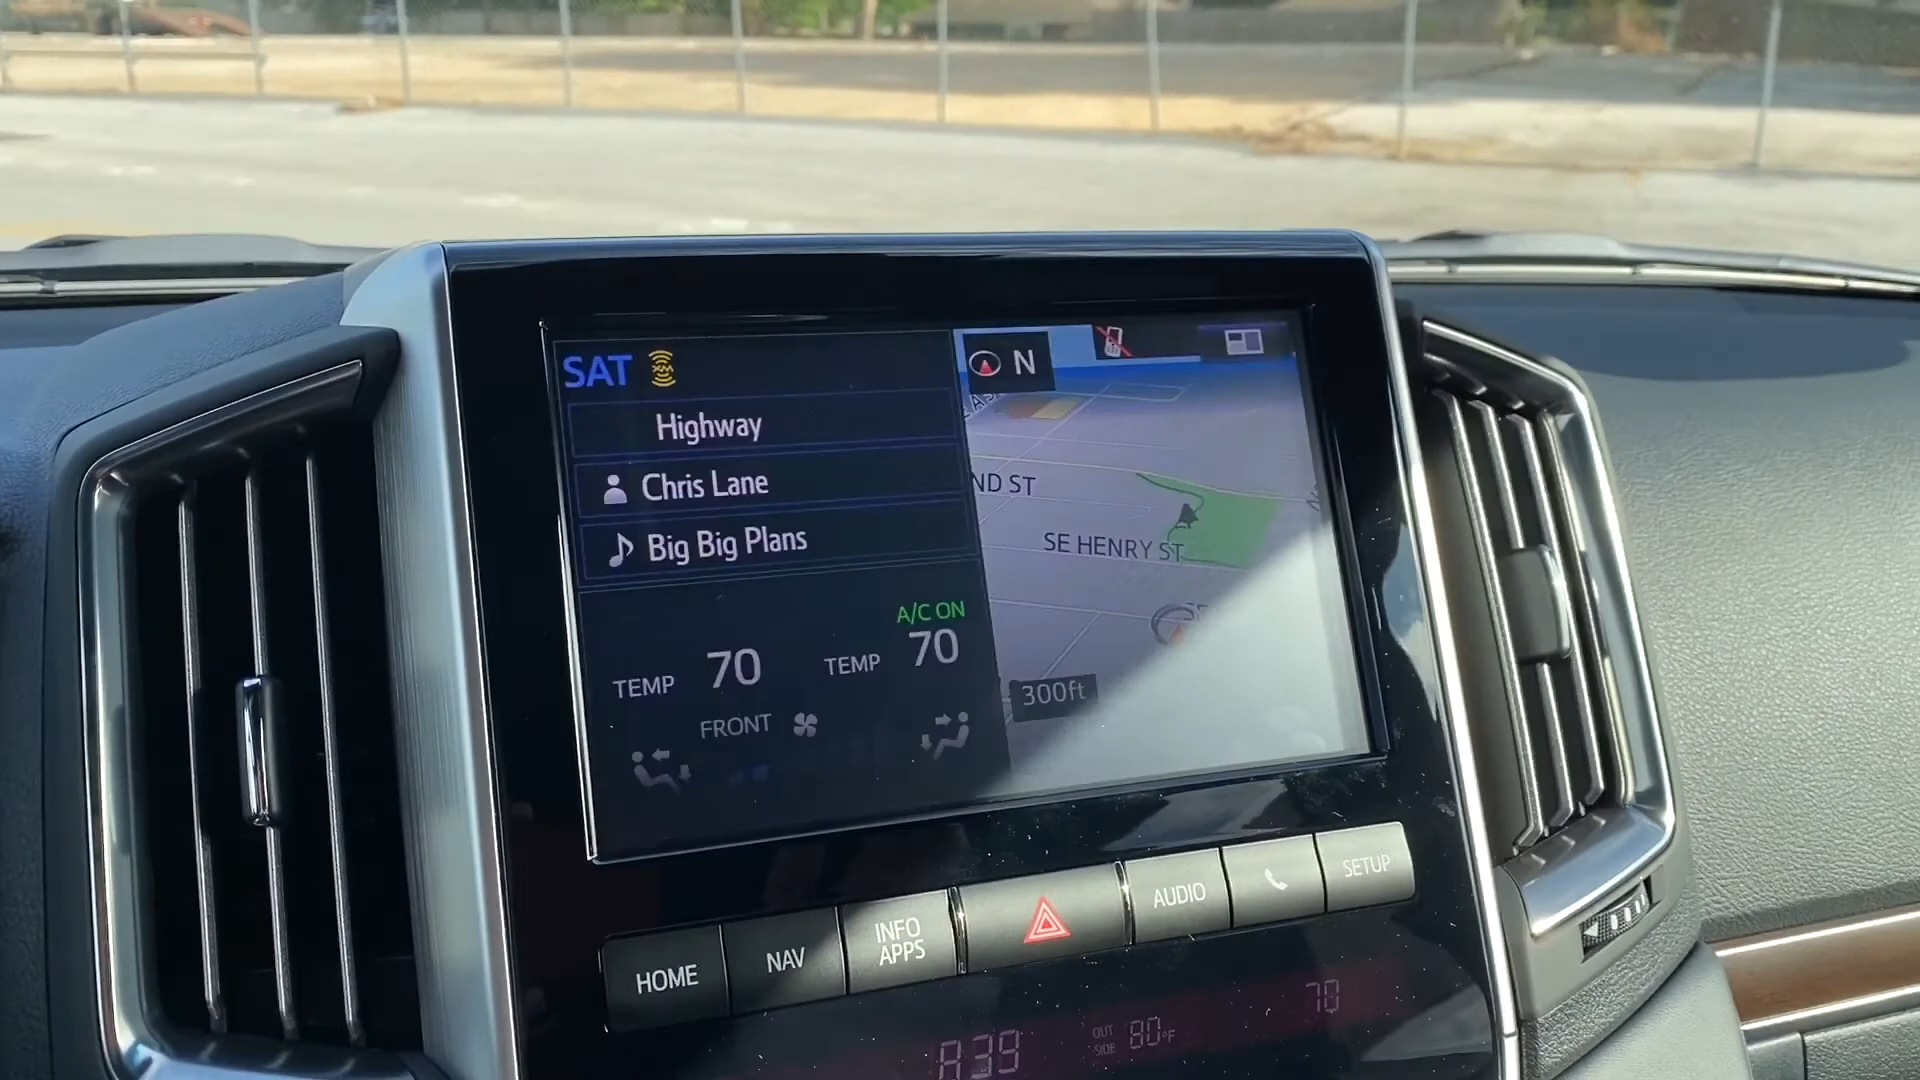 SAT XM
Highway
Chris Lane
Big Big Plans
A/C ON
TEMP 70 TEMP 70
FRONT
N
ND ST
SE HENRY ST
300ft
HOME
NAV
INFO
APPS
AUDIO
SETUP
70
OUT
SIDE 80°F